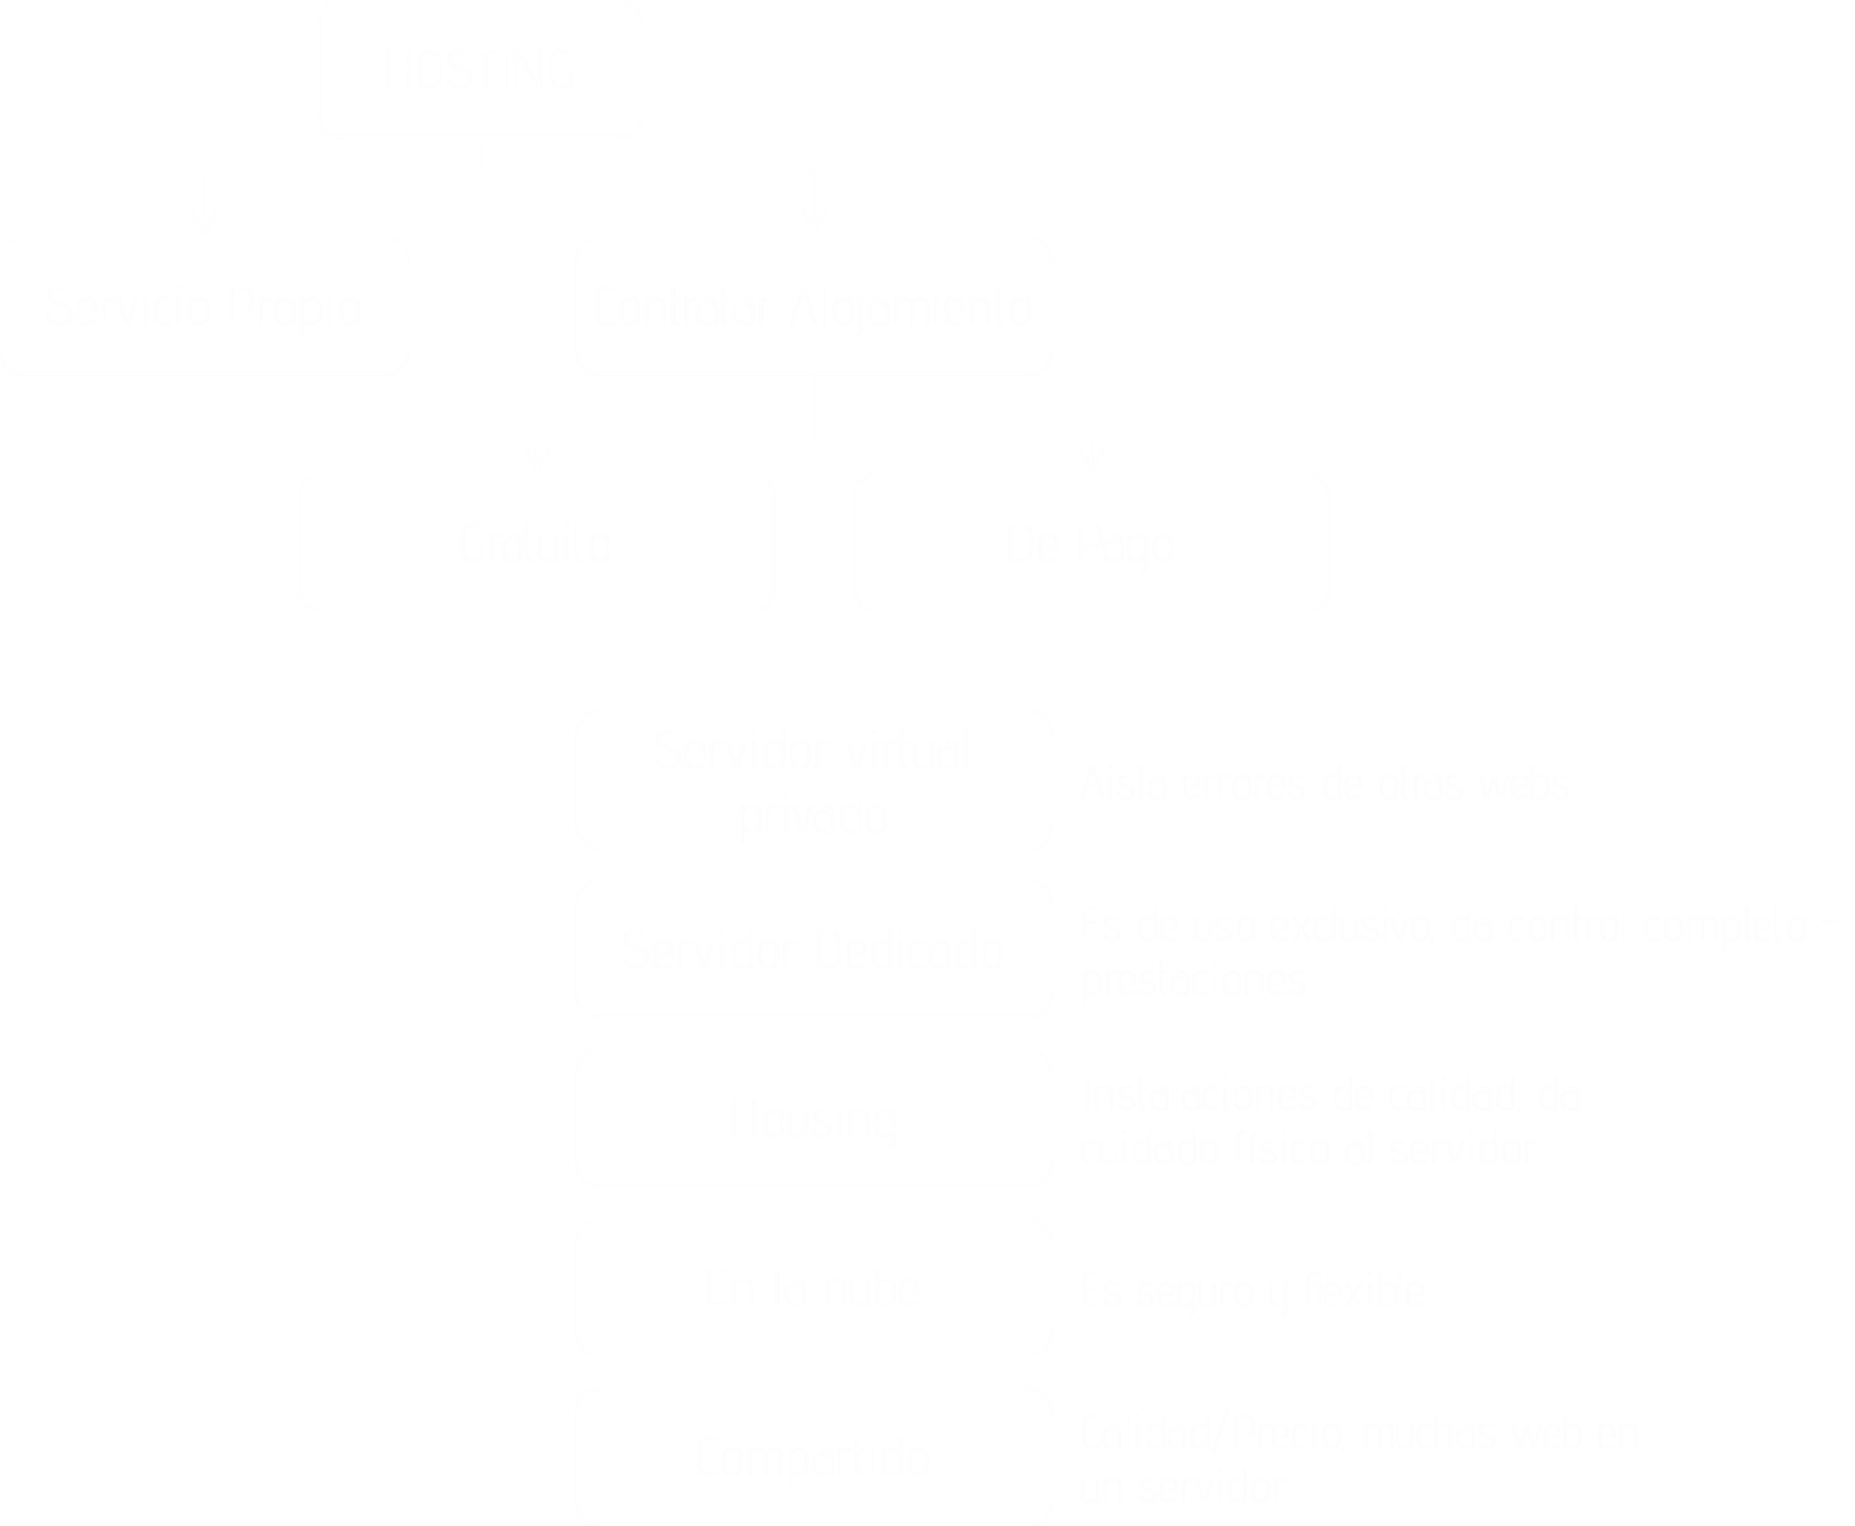 HOSTING
Servicio Propio
Contratar Alojamiento
Gratuito
De Pago
Servidor virtual
privado
Aisla errores de otras webs
Servidor Dedicado
Es de uso exclusivo, da control completo
prestaciones
Housing
Instalaciones de calidad, da
cuidado físico al servidor
En la nube
Es seguro y flexible
Compartido
Calidad/Precio, muchas web en
un servidor